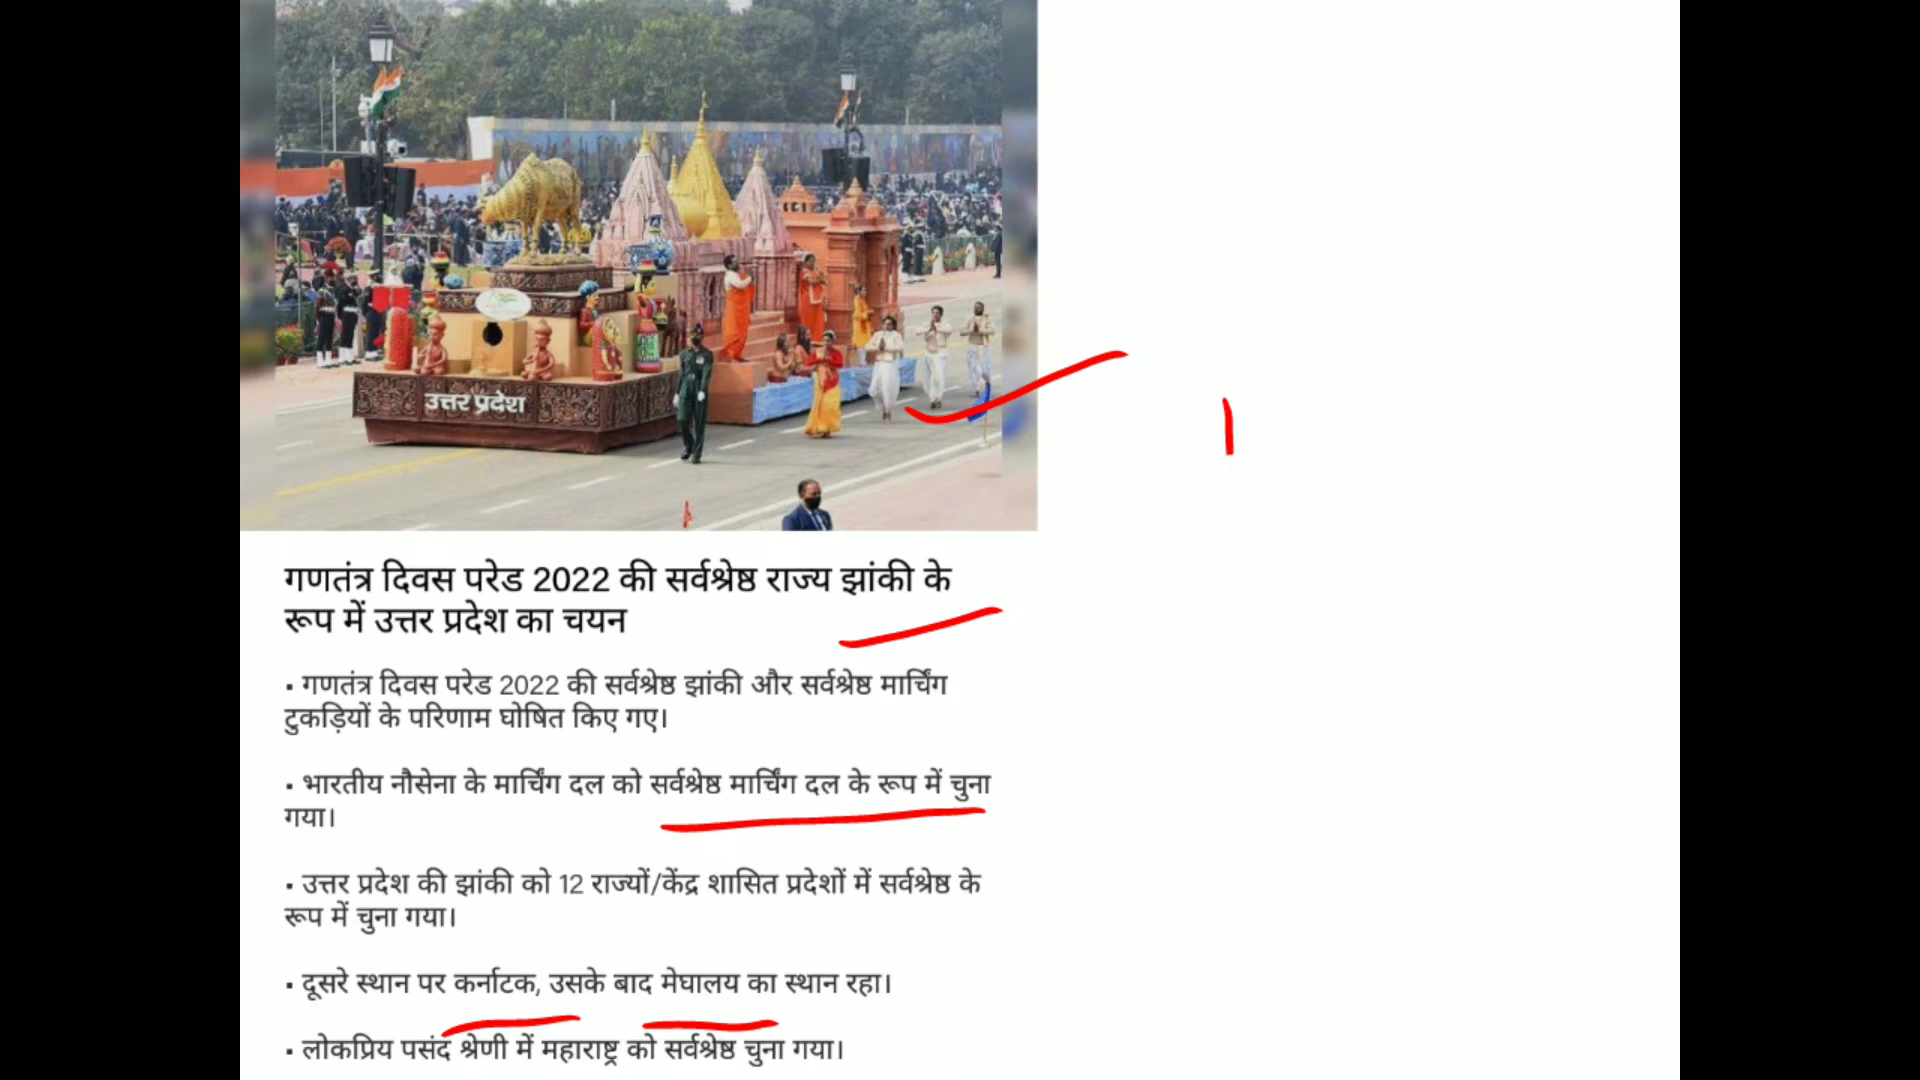 उत्तर प्रदेश
गणतंत्र दिवस परेड 2022 की सर्वश्रेष्ठ राज्य झांकी के
रूप में उत्तर प्रदेश का चयन
▪ गणतंत्र दिवस परेड 2022 की सर्वश्रेष्ठ झांकी और सर्वश्रेष्ठ मार्चिंग
टुकड़ियों के परिणाम घोषित किए गए।
▪ भारतीय नौसेना के मार्चिंग दल को सर्वश्रेष्ठ मार्चिंग दल के रूप में चुना
गया।
▪ उत्तर प्रदेश की झांकी को 12 राज्यों/केंद्र शासित प्रदेशों में सर्वश्रेष्ठ के
रूप में चुना गया।
▪ दूसरे स्थान पर कर्नाटक, उसके बाद मेघालय का स्थान रहा।
▪ लोकप्रिय पसंद श्रेणी में महाराष्ट्र को सर्वश्रेष्ठ चुना गया।